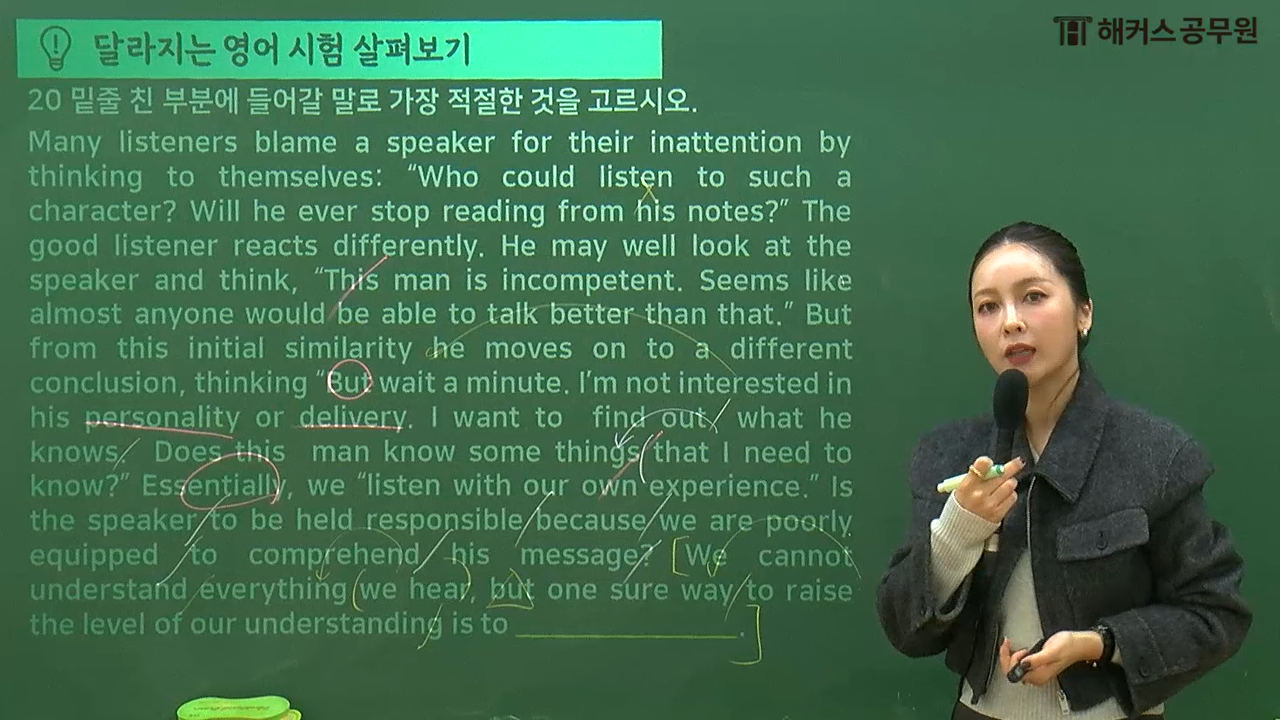 해커스공무원
달라지는 영어 시험 살펴보기
20 밑줄 친 부분에 들어갈 말로 가장 적절한 것을 고르시오.
Many listeners blame a speaker for their inattention by
thinking to themselves: “Who could listen to such a
character? Will he ever stop reading from his notes?” The
good listener reacts differently. He may well look at the
speaker and think, “This man is incompetent. Seems like
almost anyone would be able to talk better than that.” But
from this initial similarity he moves on to a different
conclusion, thinking “But wait a minute. I’m not interested in
his personality or delivery. I want to find out what he
knows. Does this man know some things that I need to
know?” Essentially, we “listen with our own experience.” Is
the speaker to be held responsible because we are poorly
equipped to comprehend his message? We cannot
understand everything we hear, but one sure way to raise
the level of our understanding is to ____________.